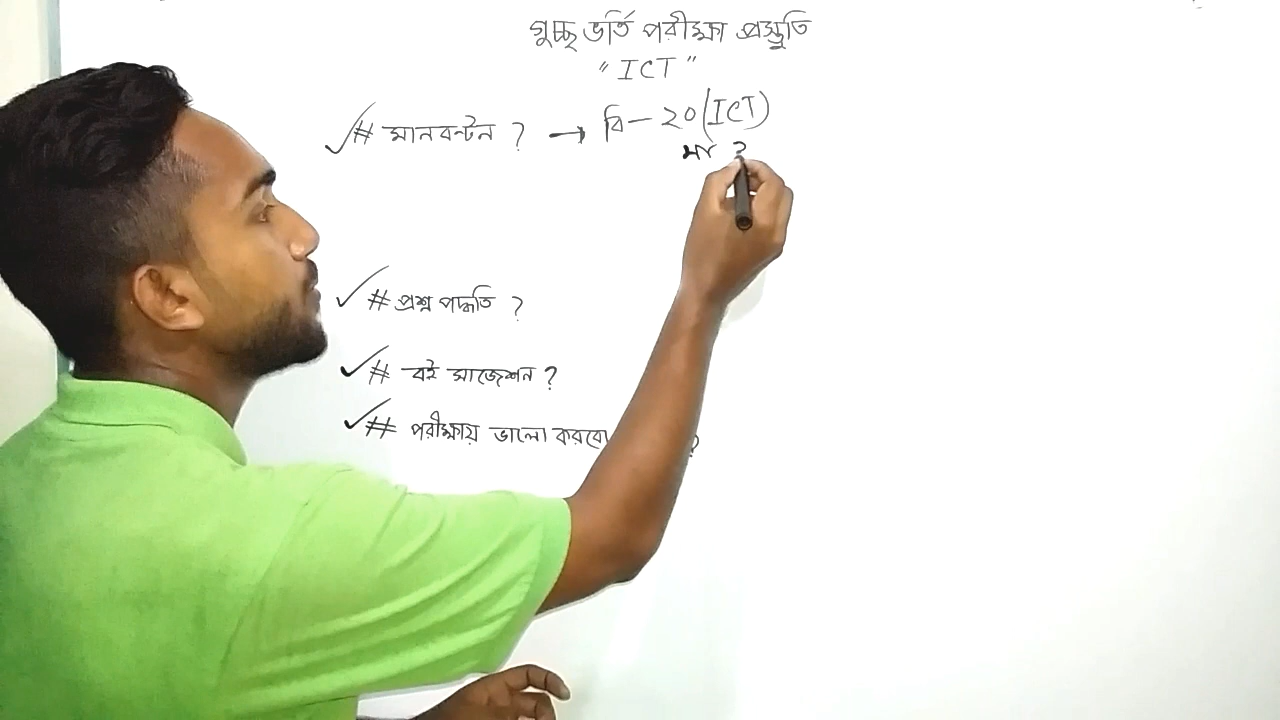 গুচ্ছ ভর্তি পরীক্ষা প্রস্তুতি
"ICT"
# মানবন্টন ? → বি - ২০ (ICT)
# প্রশ্ন পদ্ধতি ?
# বই সাজেশন ?
# পরীক্ষায় ভালো করবো ?